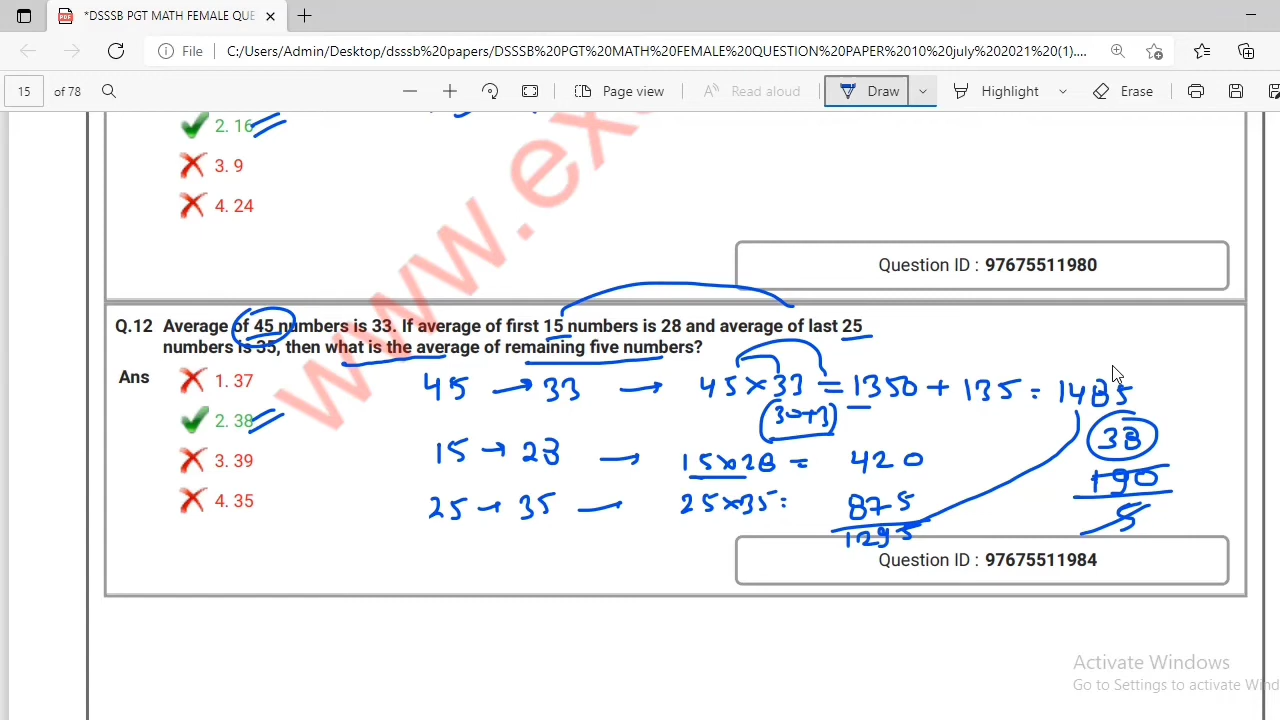 *DSSSB PGT MATH FEMALE QUE
File
C:/Users/Admin/Desktop/dsssb%20papers/DSSSB%20PGT%20MATH%20FEMALE%20QUESTION%20PAPER%2010%20july%202021%20(1)....
15 of 78
Page view
Read aloud
Draw
Highlight
Erase
2. 16
3. 9
4. 24
www.ex
Question ID : 97675511980
Q.12 Average of 45 numbers is 33. If average of first 15 numbers is 28 and average of last 25
numbers is 35, then what is the average of remaining five numbers?
Ans
1. 37
2. 38
3. 39
4. 35
45 → 33 → 45×33 = 1350 + 135 = 1485
(30+3)
15 → 28 → 15×28 = 420
25 → 35 → 25×35 = 875
1295
38
190
5
Question ID : 97675511984
Activate Windows
Go to Settings to activate Wind